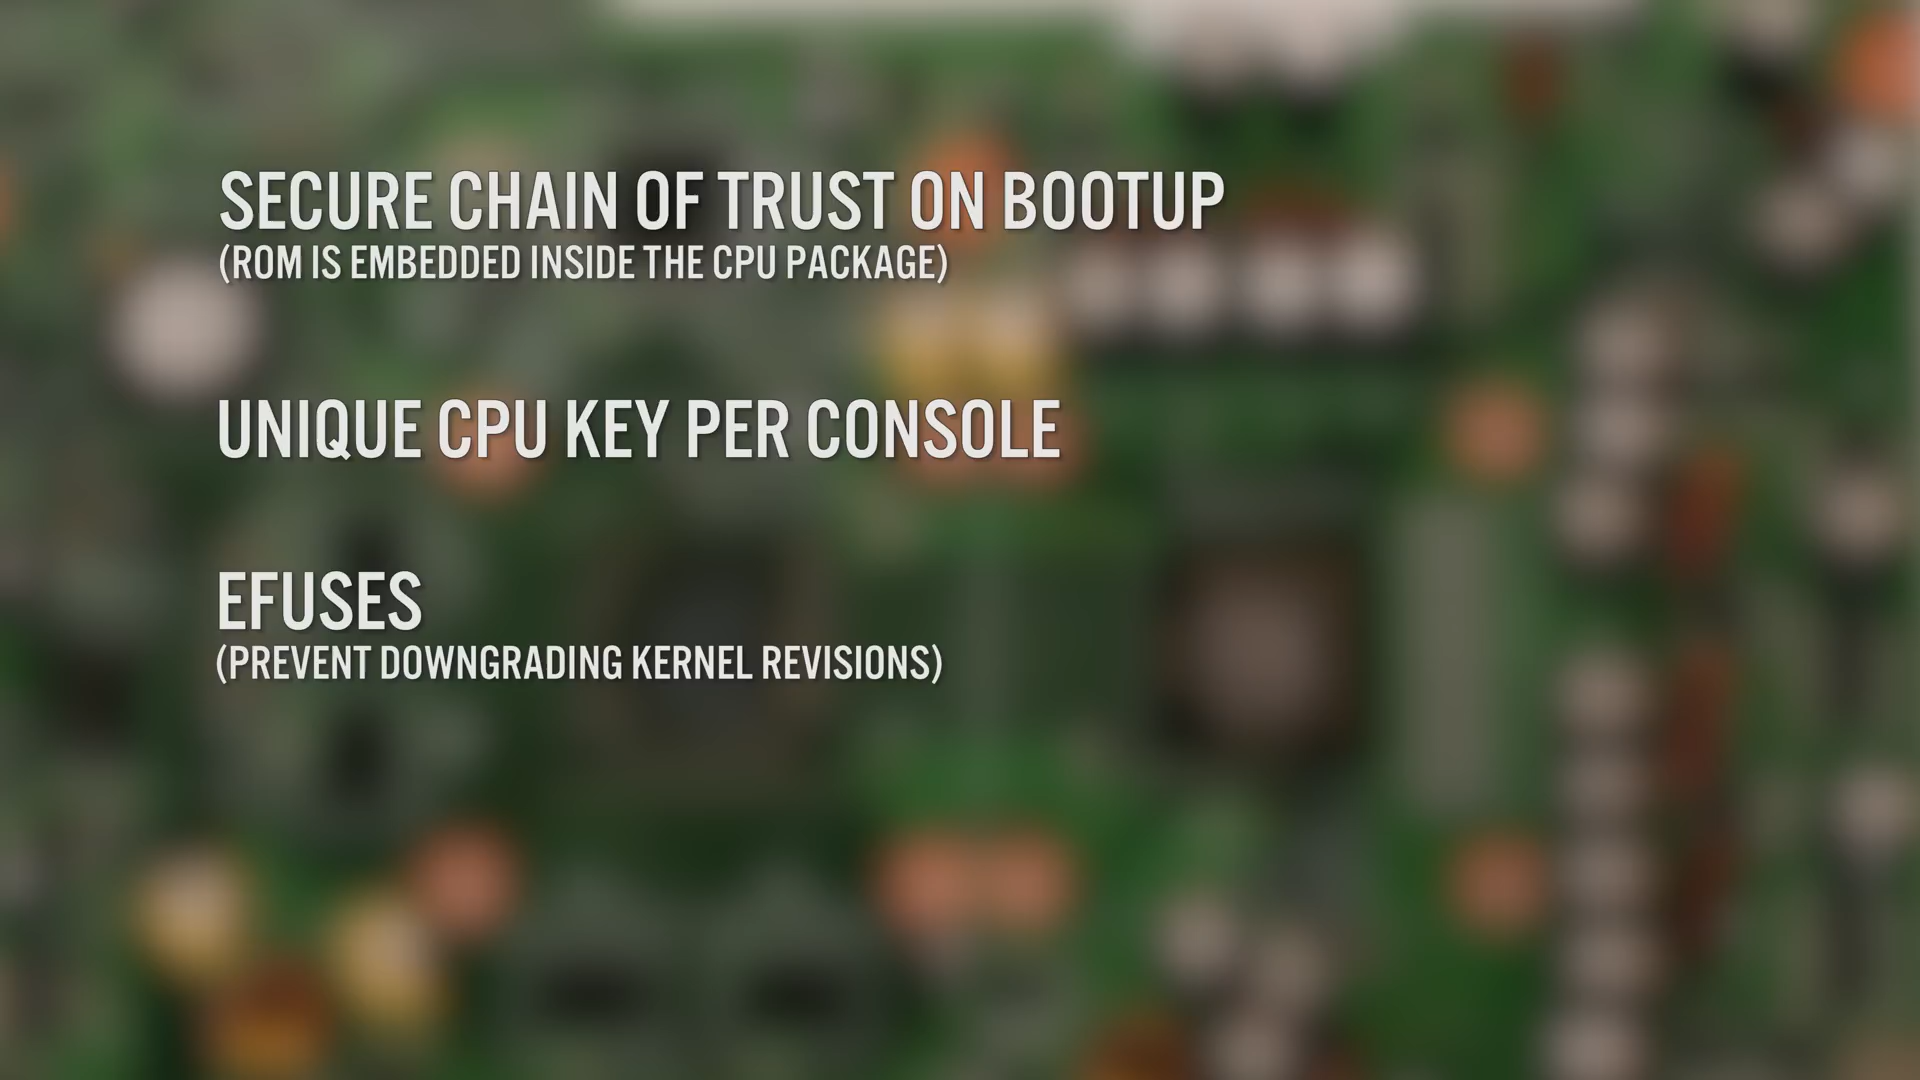 SECURE CHAIN OF TRUST ON BOOTUP
(ROM IS EMBEDDED INSIDE THE CPU PACKAGE)
UNIQUE CPU KEY PER CONSOLE
EFUSES
(PREVENT DOWNGRADING KERNEL REVISIONS)